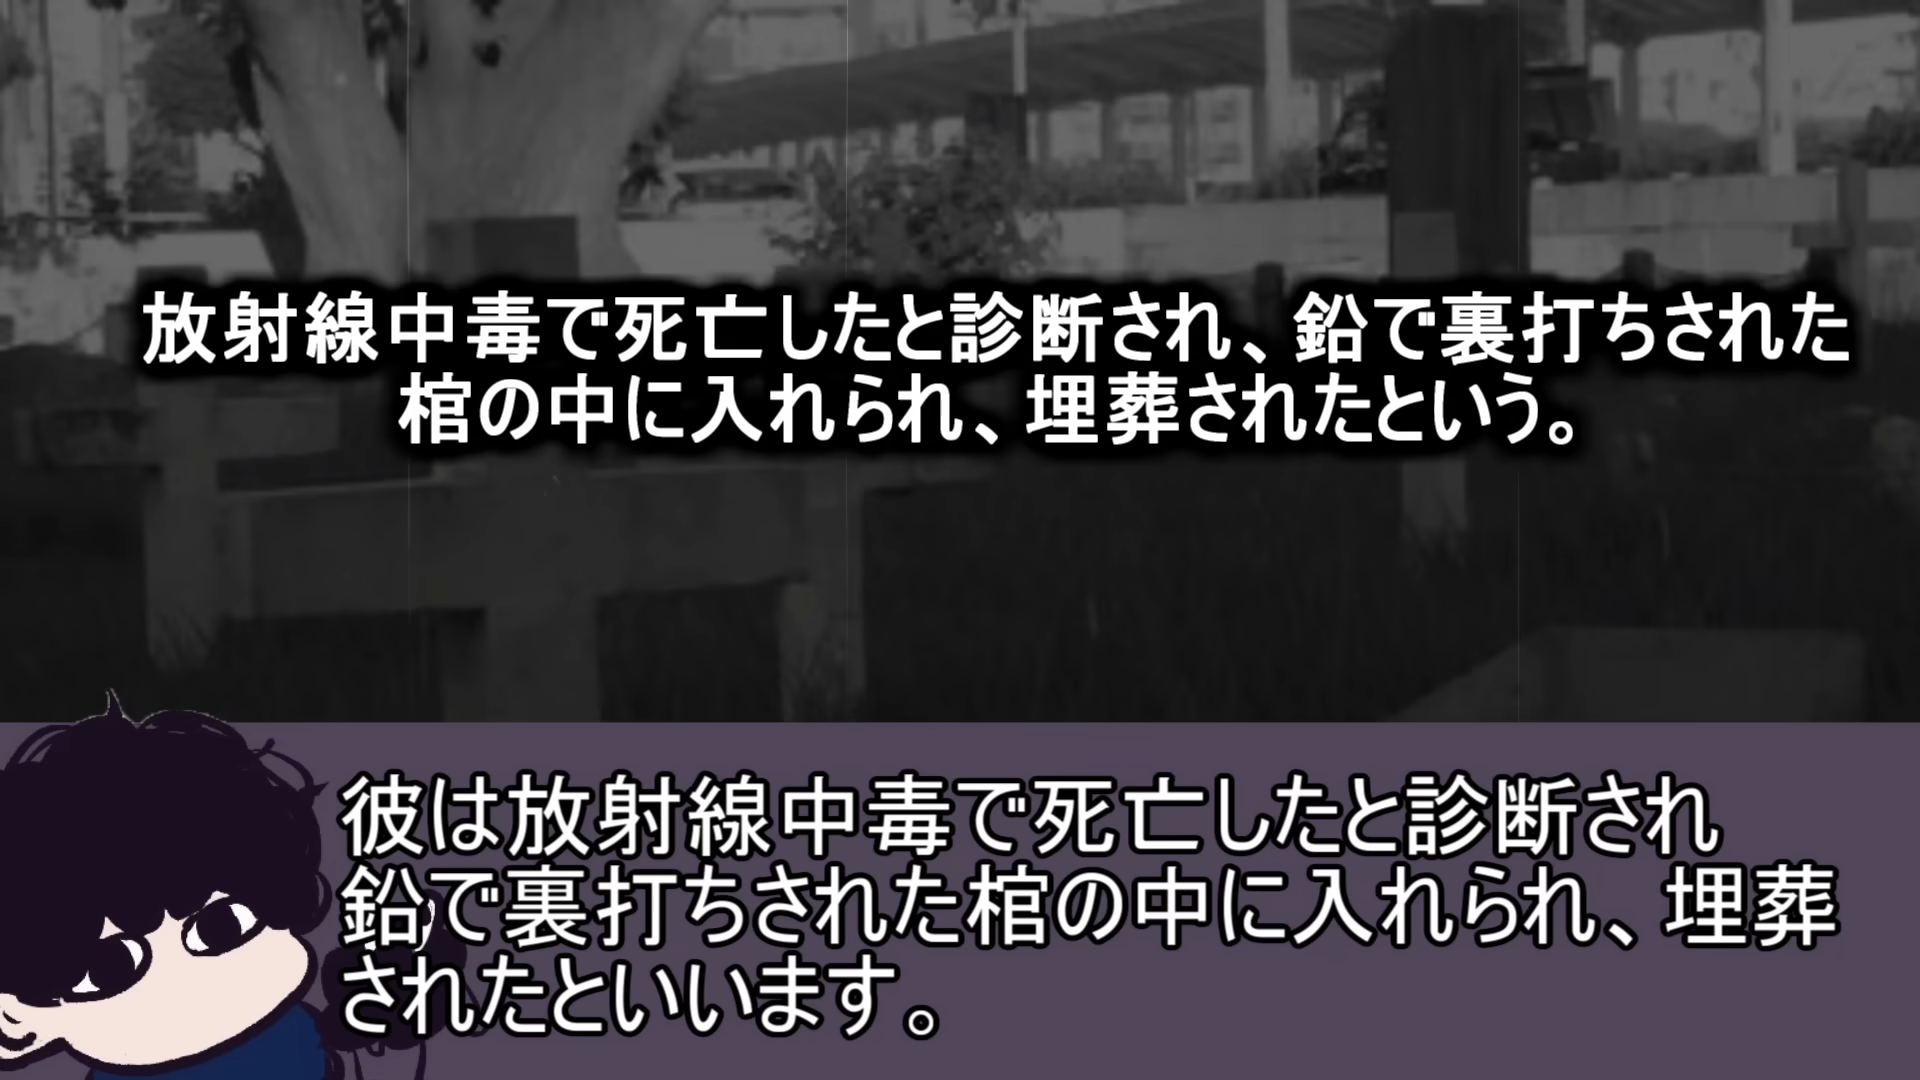 放射線中毒で死亡したと診断され、鉛で裏打ちされた
棺の中に入れられ、埋葬されたという。
彼は放射線中毒で死亡したと診断され
鉛で裏打ちされた棺の中に入れられ、埋葬
されたといいます。